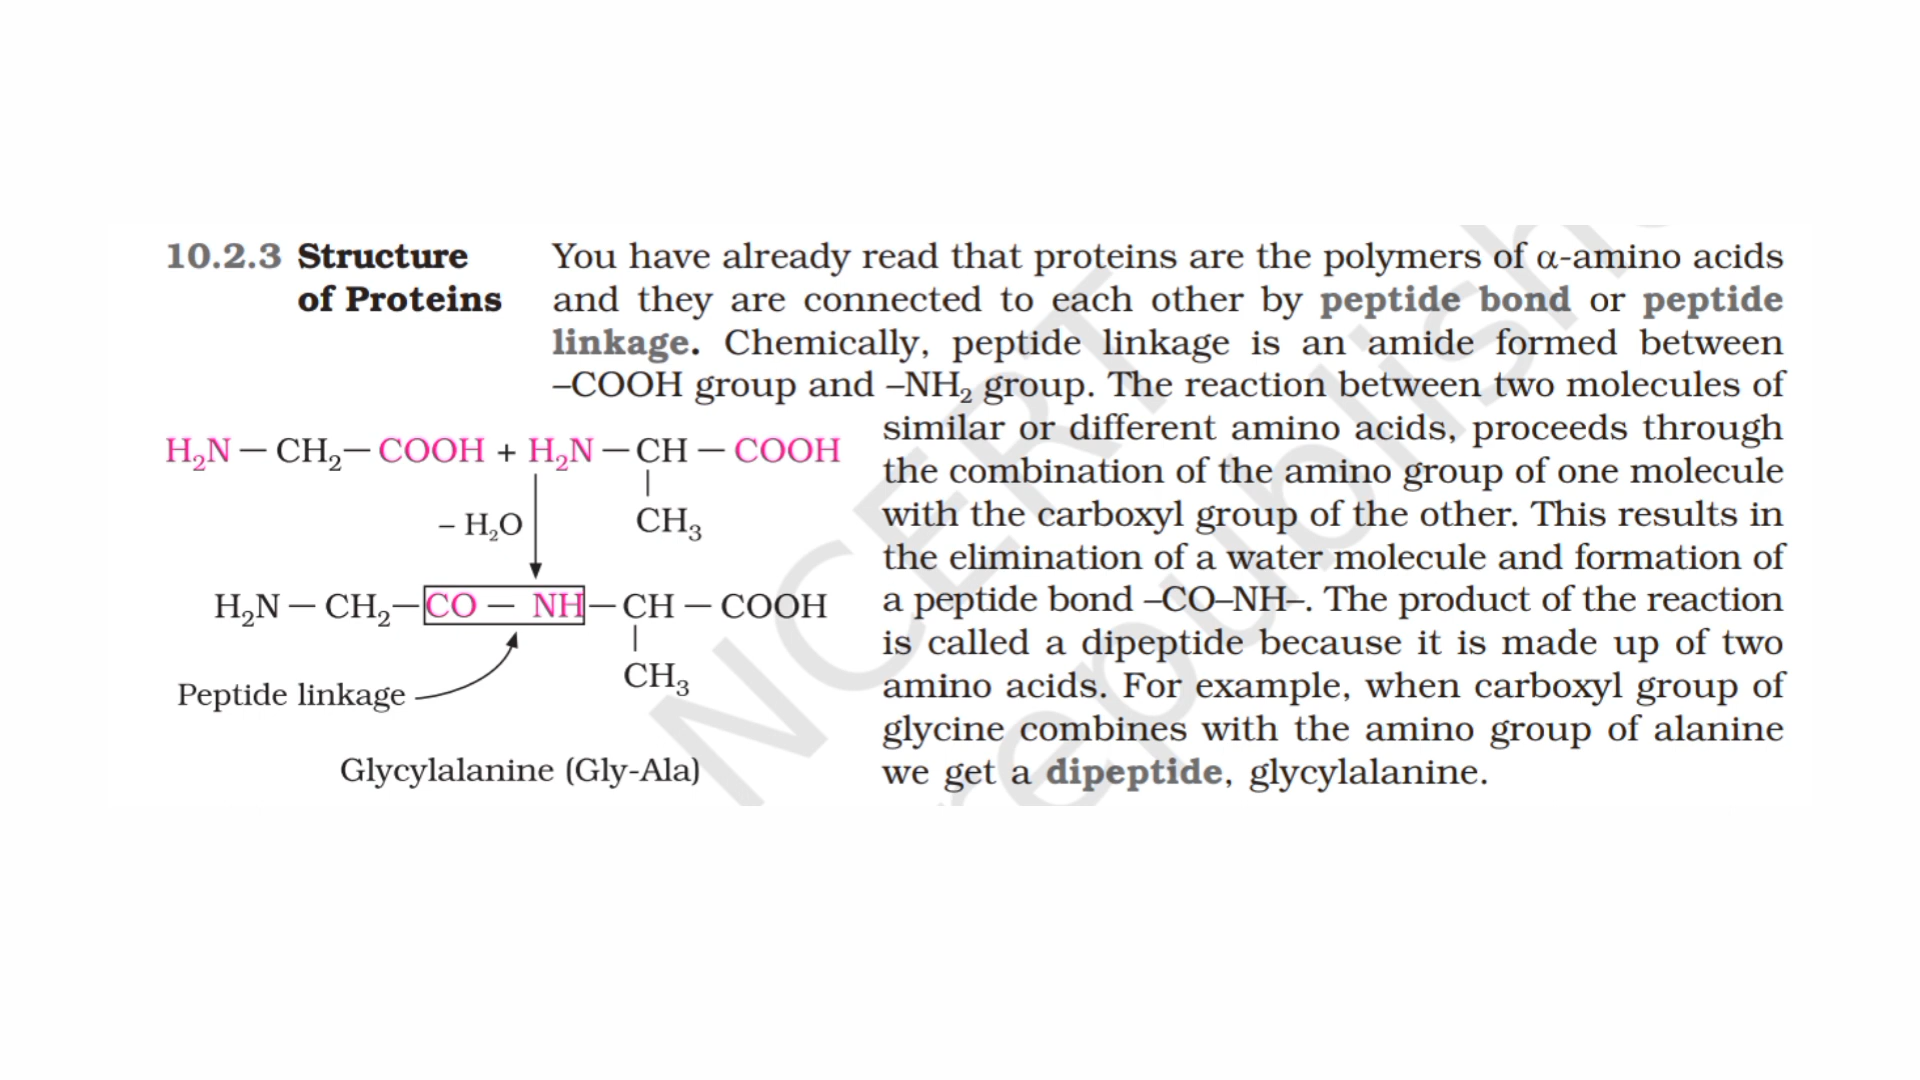 10.2.3 Structure
of Proteins
You have already read that proteins are the polymers of α-amino acids
and they are connected to each other by peptide bond or peptide
linkage. Chemically, peptide linkage is an amide formed between
–COOH group and –NH₂ group. The reaction between two molecules of
similar or different amino acids, proceeds through
the combination of the amino group of one molecule
with the carboxyl group of the other. This results in
the elimination of a water molecule and formation of
a peptide bond –CO–NH–. The product of the reaction
is called a dipeptide because it is made up of two
amino acids. For example, when carboxyl group of
glycine combines with the amino group of alanine
we get a dipeptide, glycylalanine.
H₂N — CH₂— COOH + H₂N — CH — COOH
|
– H₂O CH₃
H₂N — CH₂—CO — NH—CH — COOH
|
CH₃
Peptide linkage
Glycylalanine (Gly-Ala)
NCERT
republish